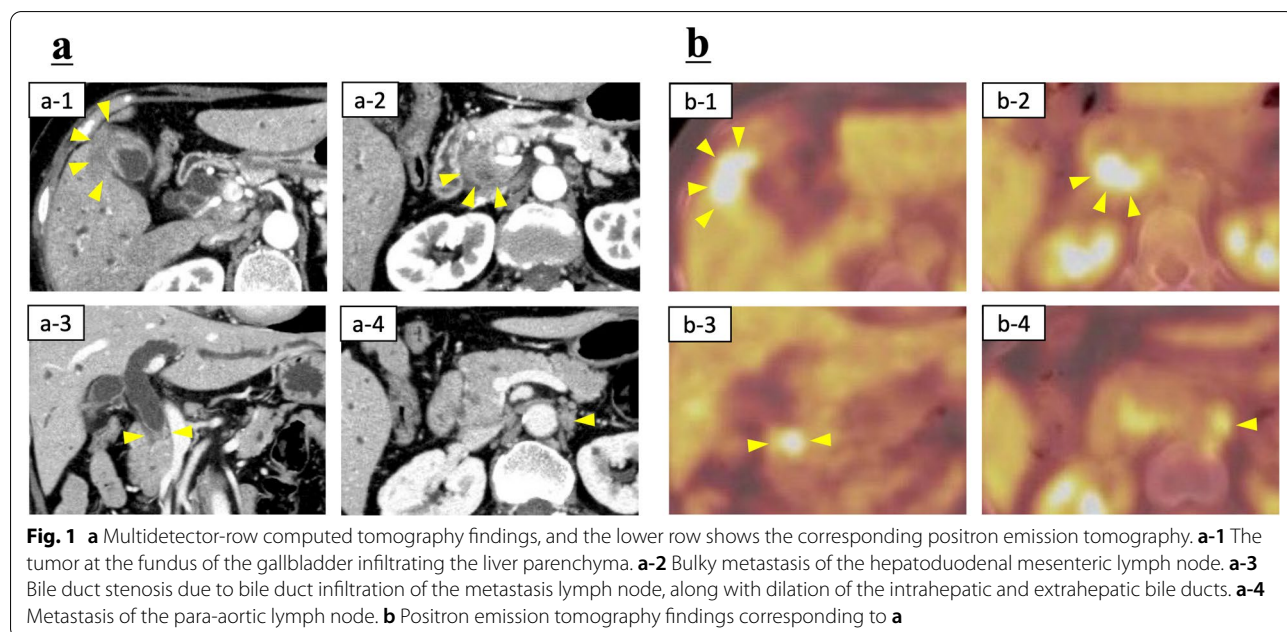 a
b
a-1
a-2
b-1
b-2
a-3
a-4
b-3
b-4
Fig. 1 a Multidetector-row computed tomography findings, and the lower row shows the corresponding positron emission tomography. a-1 The
tumor at the fundus of the gallbladder infiltrating the liver parenchyma. a-2 Bulky metastasis of the hepatoduodenal mesenteric lymph node. a-3
Bile duct stenosis due to bile duct infiltration of the metastasis lymph node, along with dilation of the intrahepatic and extrahepatic bile ducts. a-4
Metastasis of the para-aortic lymph node. b Positron emission tomography findings corresponding to a